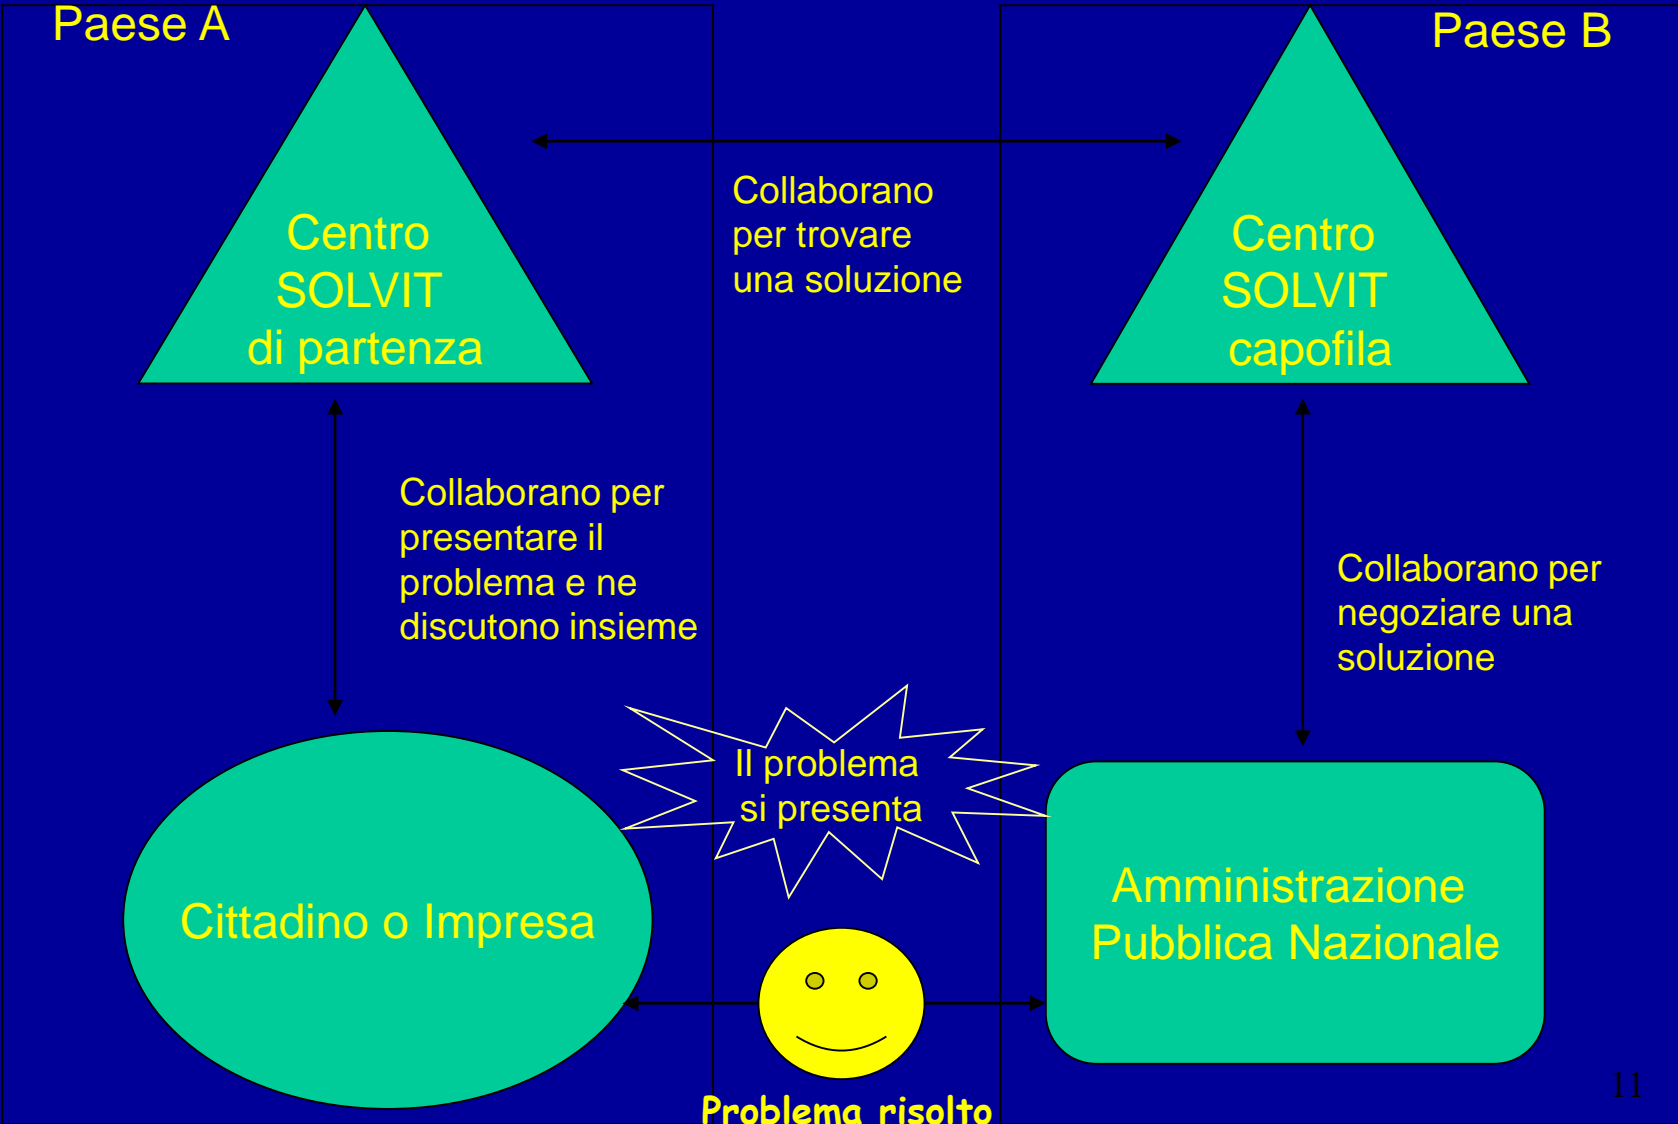 Paese A
Paese B
Centro
SOLVIT
di partenza
Collaborano
per trovare
una soluzione
Centro
SOLVIT
capofila
Collaborano per
presentare il
problema e ne
discutono insieme
Collaborano per
negoziare una
soluzione
Il problema
si presenta
Cittadino o Impresa
Amministrazione
Pubblica Nazionale
Problema risolto
11